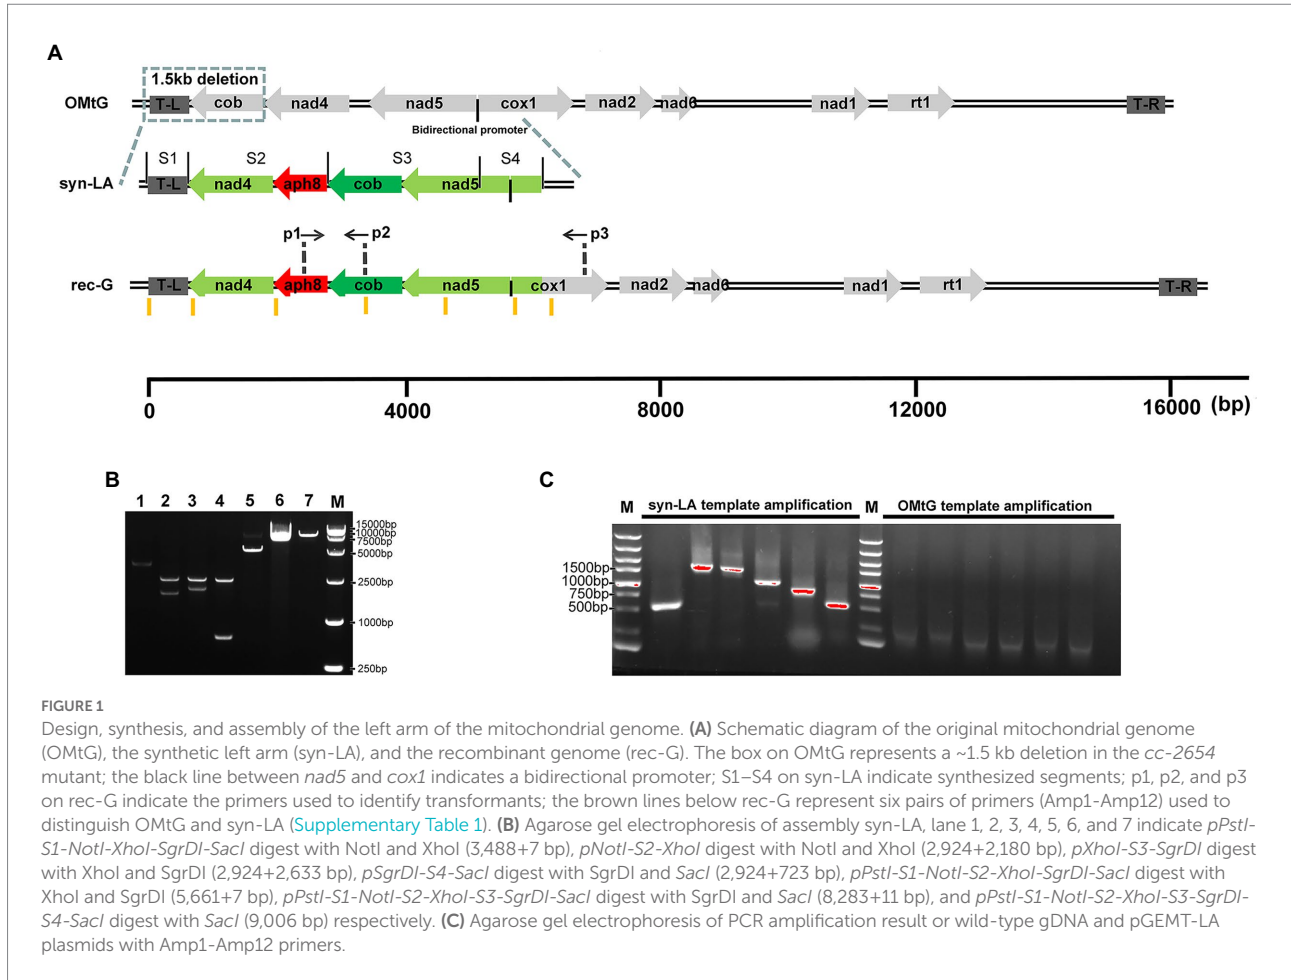 A
1.5kb deletion
OMtG
T-L
cob
nad4
nad5
cox1
nad2
nad6
nad1
rt1
T-R
Bidirectional promoter
S1
S2
S3
S4
syn-LA
T-L
nad4
aph8
cob
nad5
p1
p2
p3
rec-G
T-L
nad4
aph8
cob
nad5
cox1
nad2
nad6
nad1
rt1
T-R
0
4000
8000
12000
16000
(bp)
B
1 2 3 4 5 6 7 M
15000bp
10000bp
7500bp
5000bp
2500bp
1000bp
250bp
C
M
syn-LA template amplification
M
OMtG template amplification
1500bp
1000bp
750bp
500bp
FIGURE 1
Design, synthesis, and assembly of the left arm of the mitochondrial genome. (A) Schematic diagram of the original mitochondrial genome
(OMtG), the synthetic left arm (syn-LA), and the recombinant genome (rec-G). The box on OMtG represents a ~1.5 kb deletion in the cc-2654
mutant; the black line between nad5 and cox1 indicates a bidirectional promoter; S1–S4 on syn-LA indicate synthesized segments; p1, p2, and p3
on rec-G indicate the primers used to identify transformants; the brown lines below rec-G represent six pairs of primers (Amp1-Amp12) used to
distinguish OMtG and syn-LA (Supplementary Table 1). (B) Agarose gel electrophoresis of assembly syn-LA, lane 1, 2, 3, 4, 5, 6, and 7 indicate pPstI-
S1-NotI-XhoI-SgrDI-SacI digest with NotI and XhoI (3,488+7 bp), pNotI-S2-XhoI digest with NotI and XhoI (2,924+2,180 bp), pXhoI-S3-SgrDI digest
with XhoI and SgrDI (2,924+2,633 bp), pSgrDI-S4-SacI digest with SgrDI and SacI (2,924+723 bp), pPstI-S1-NotI-S2-XhoI-SgrDI-SacI digest with
XhoI and SgrDI (5,661+7 bp), pPstI-S1-NotI-S2-XhoI-S3-SgrDI-SacI digest with SgrDI and SacI (8,283+11 bp), and pPstI-S1-NotI-S2-XhoI-S3-SgrDI-
S4-SacI digest with SacI (9,006 bp) respectively. (C) Agarose gel electrophoresis of PCR amplification result or wild-type gDNA and pGEMT-LA
plasmids with Amp1-Amp12 primers.